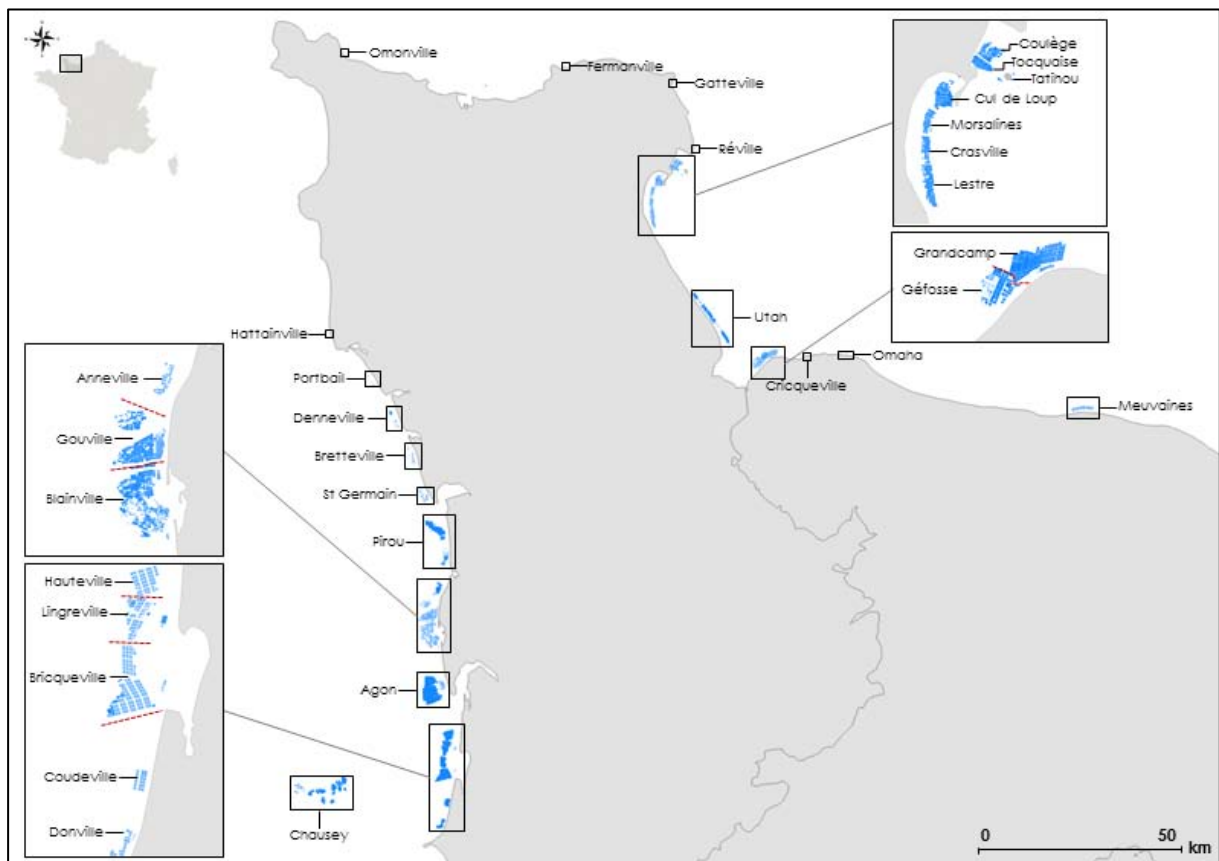 Omonville
Fermanville
Gatteville
Réville
Coulège
Tocquaise
Tatihou
Cul de Loup
Morsalines
Crasville
Lestre
Grandcamp
Géfosse
Utah
Omaha
Cricqueville
Meuvaines
Hattainville
Portbail
Denneville
Bretteville
St Germain
Pirou
Agon
Chausey
Anneville
Gouville
Blainville
Hauteville
Lingreville
Bricqueville
Coudeville
Donville
0 50
km